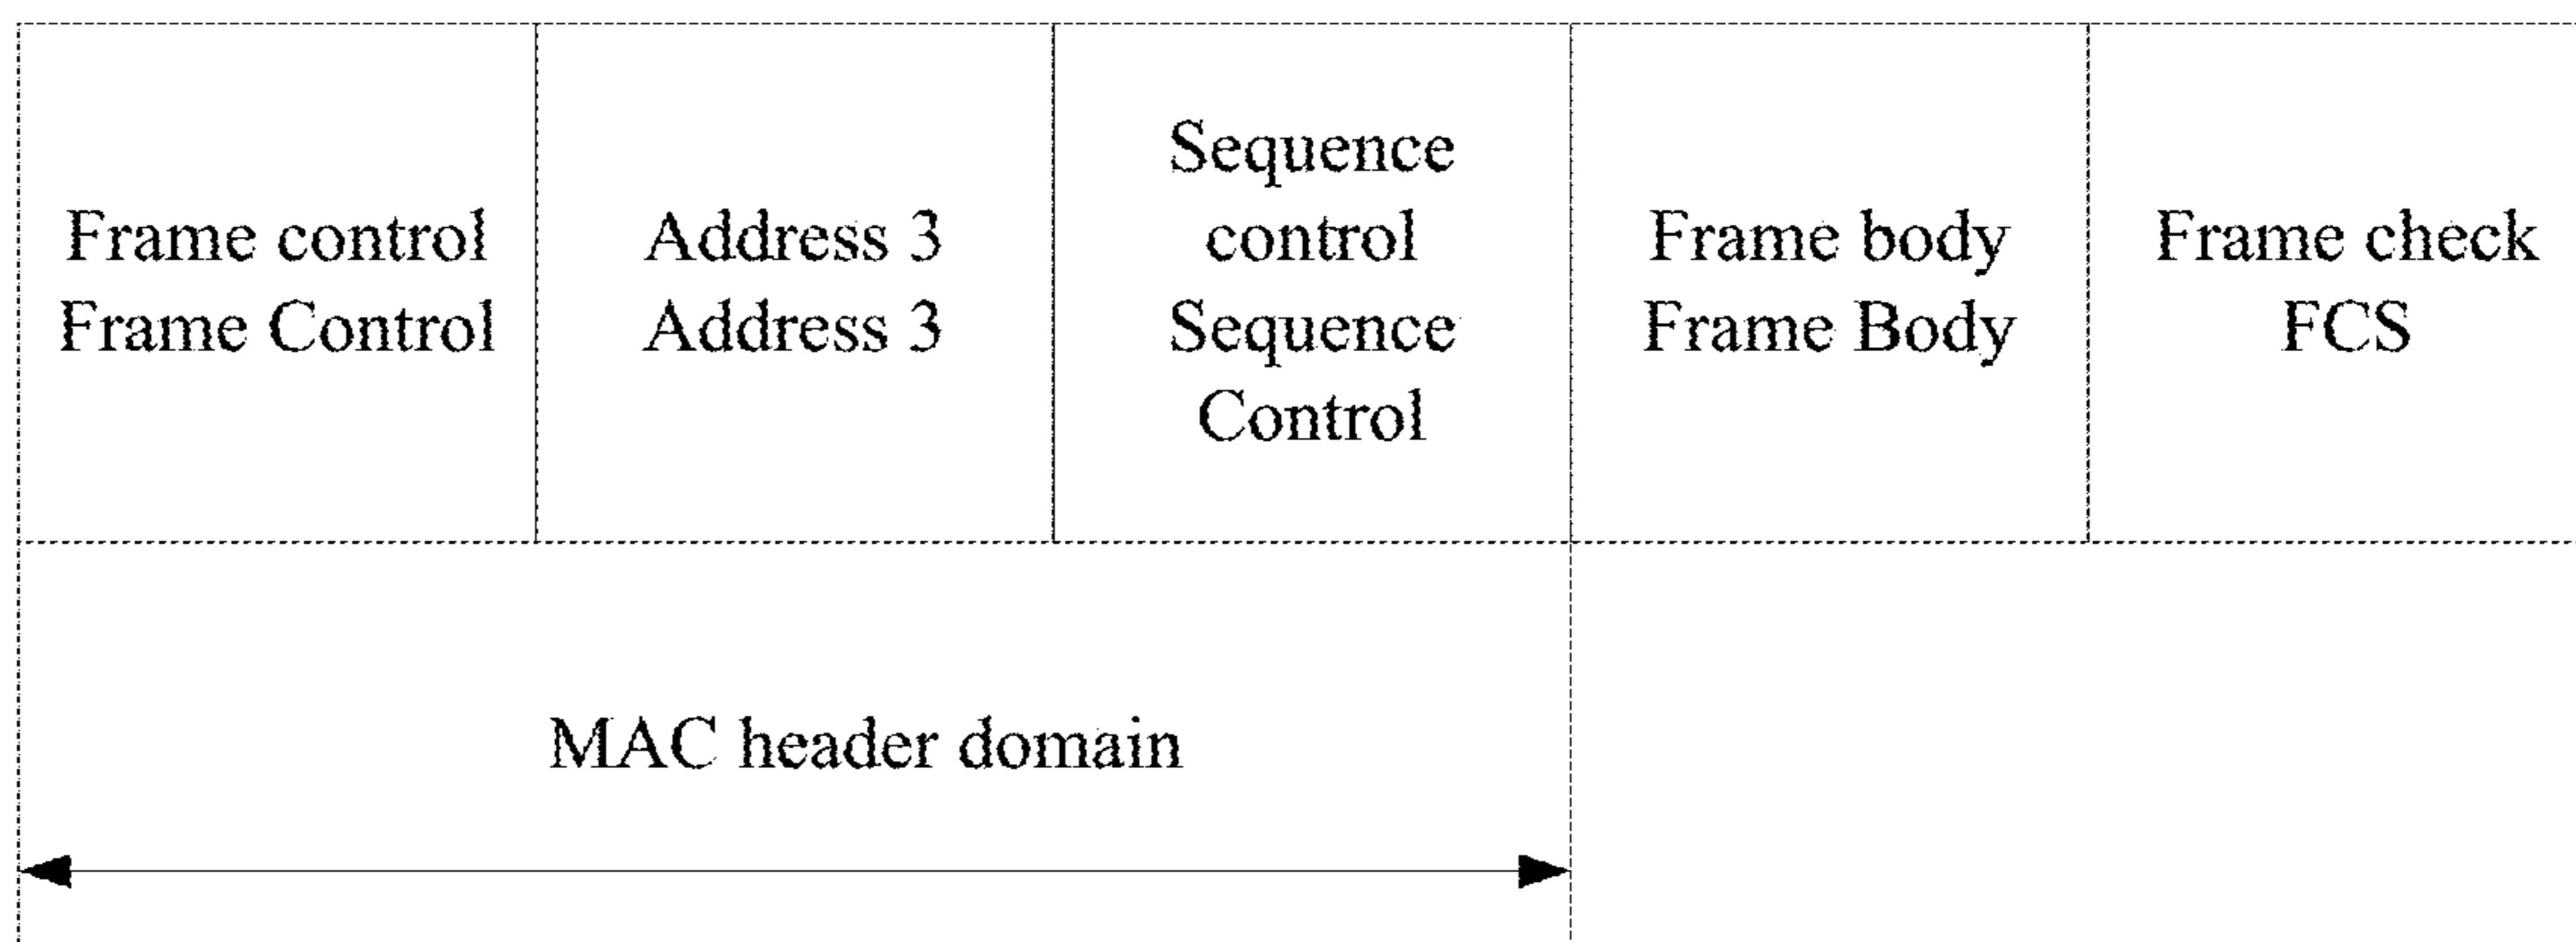 Frame control
Frame Control
Address 3
Address 3
Sequence
control
Sequence
Control
Frame body
Frame Body
Frame check
FCS
MAC header domain